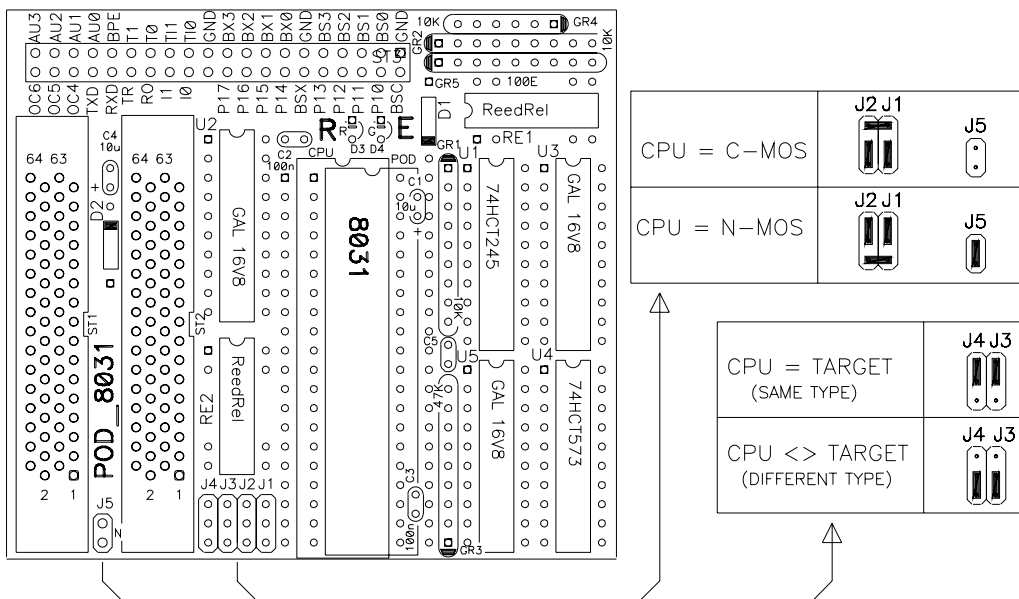 AU3 AU2 AU1 AU0 BPE T1 T0 TI1 TI0 GND BX3 BX2 BX1 BX0 GND BS3 BS2 BS1 BS0 GND
ST3
OC6 OC5 OC4 TXD RXD TR RO I1 I0 P17 P16 P15 P14 BSX P13 P12 P11 P10 BSC
10K GR4
GR2 10K
GR5 100E
D1 ReedRel
RE1
U2 C2 100n R R G E
D3 D4
GR1 U1 U3
CPU POD
C4 10u
64 63 64 63
D2 +
C1 10u +
GAL 16V8
8031
74HCT245
GAL 16V8
10K
ST1 ST2
C5
U5 U4
POD_8031
RE2
ReedRel
47K
GAL 16V8
74HCT573
C3
100n
2 1 2 1
J5 N
J4 J3 J2 J1
GR3
J2 J1 J5
CPU = C-MOS
J2 J1 J5
CPU = N-MOS
J4 J3
CPU = TARGET
(SAME TYPE)
J4 J3
CPU <> TARGET
(DIFFERENT TYPE)